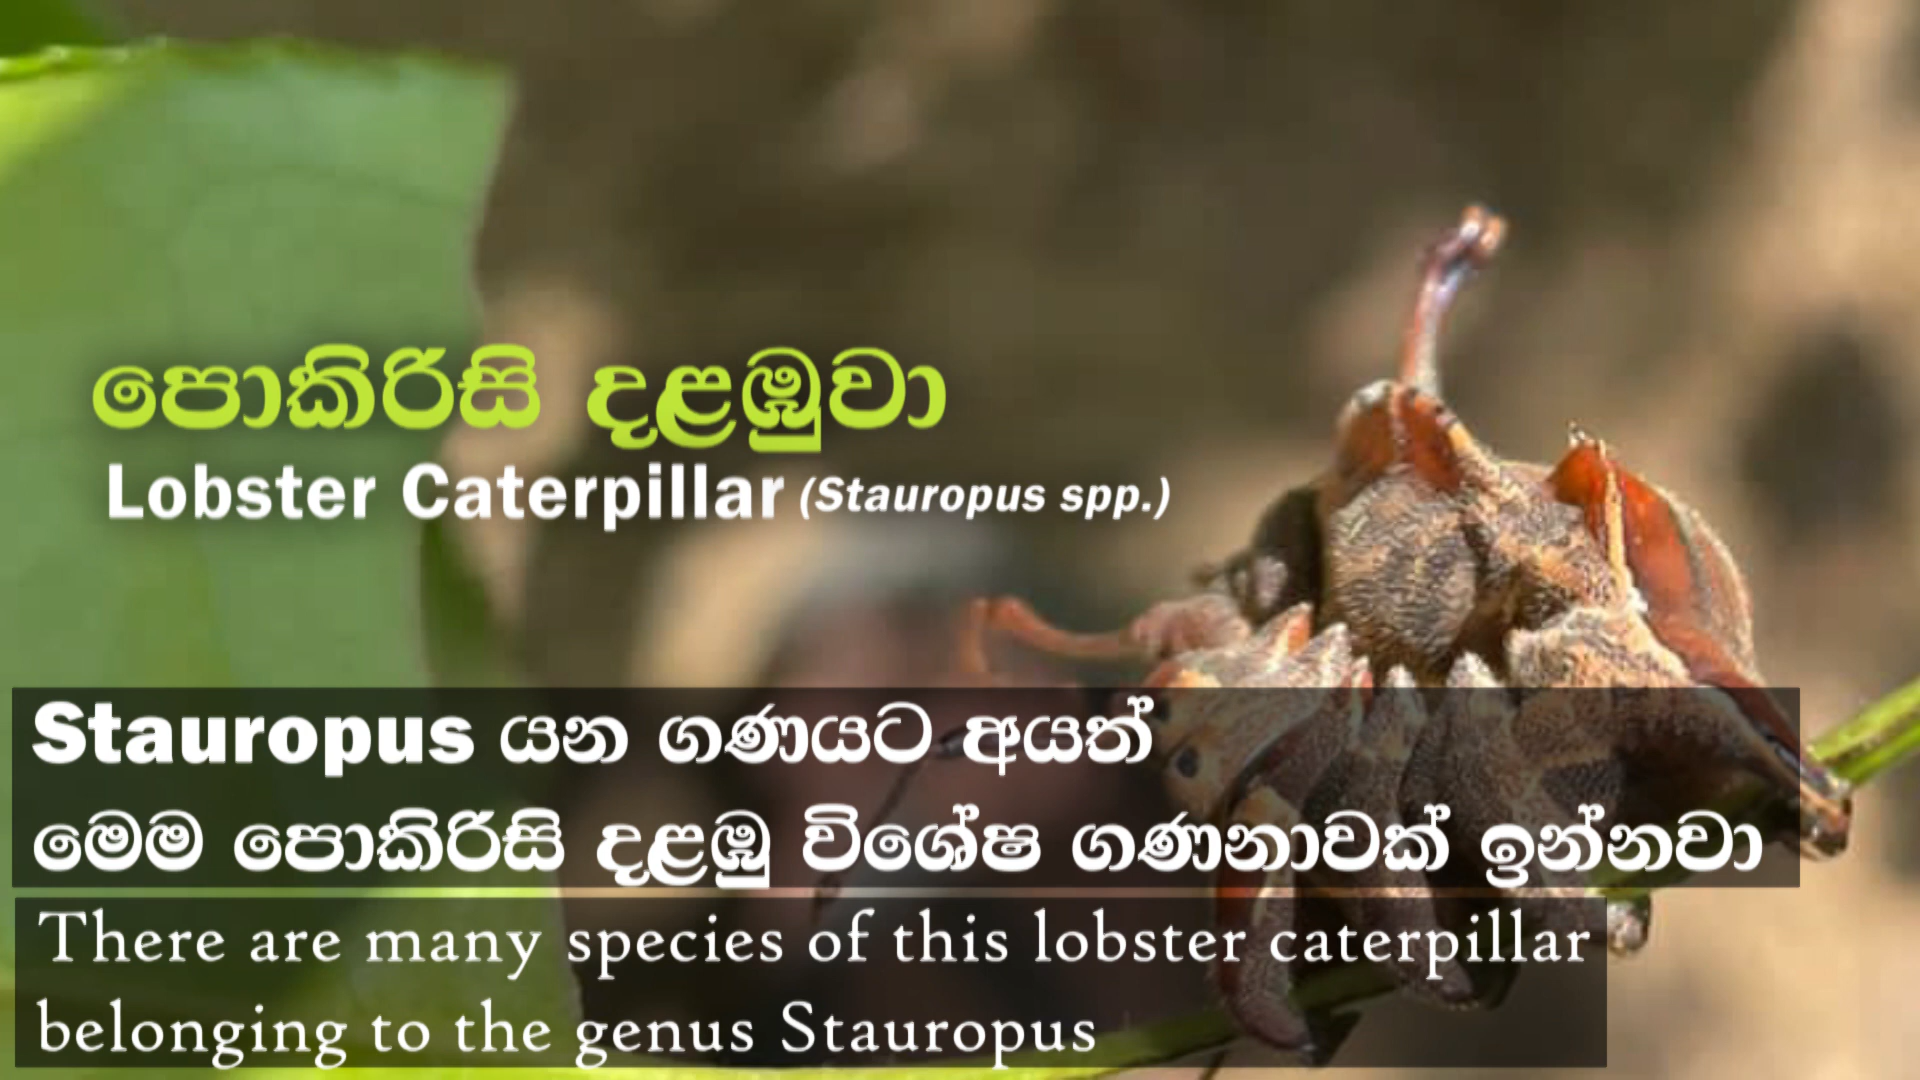 පොකිරිසි දළඹුවා
Lobster Caterpillar (Stauropus spp.)
Stauropus යන ගණයට අයත්
මෙම පොකිරිසි දළඹු විශේෂ ගණනාවක් ඉන්නවා
There are many species of this lobster caterpillar
belonging to the genus Stauropus